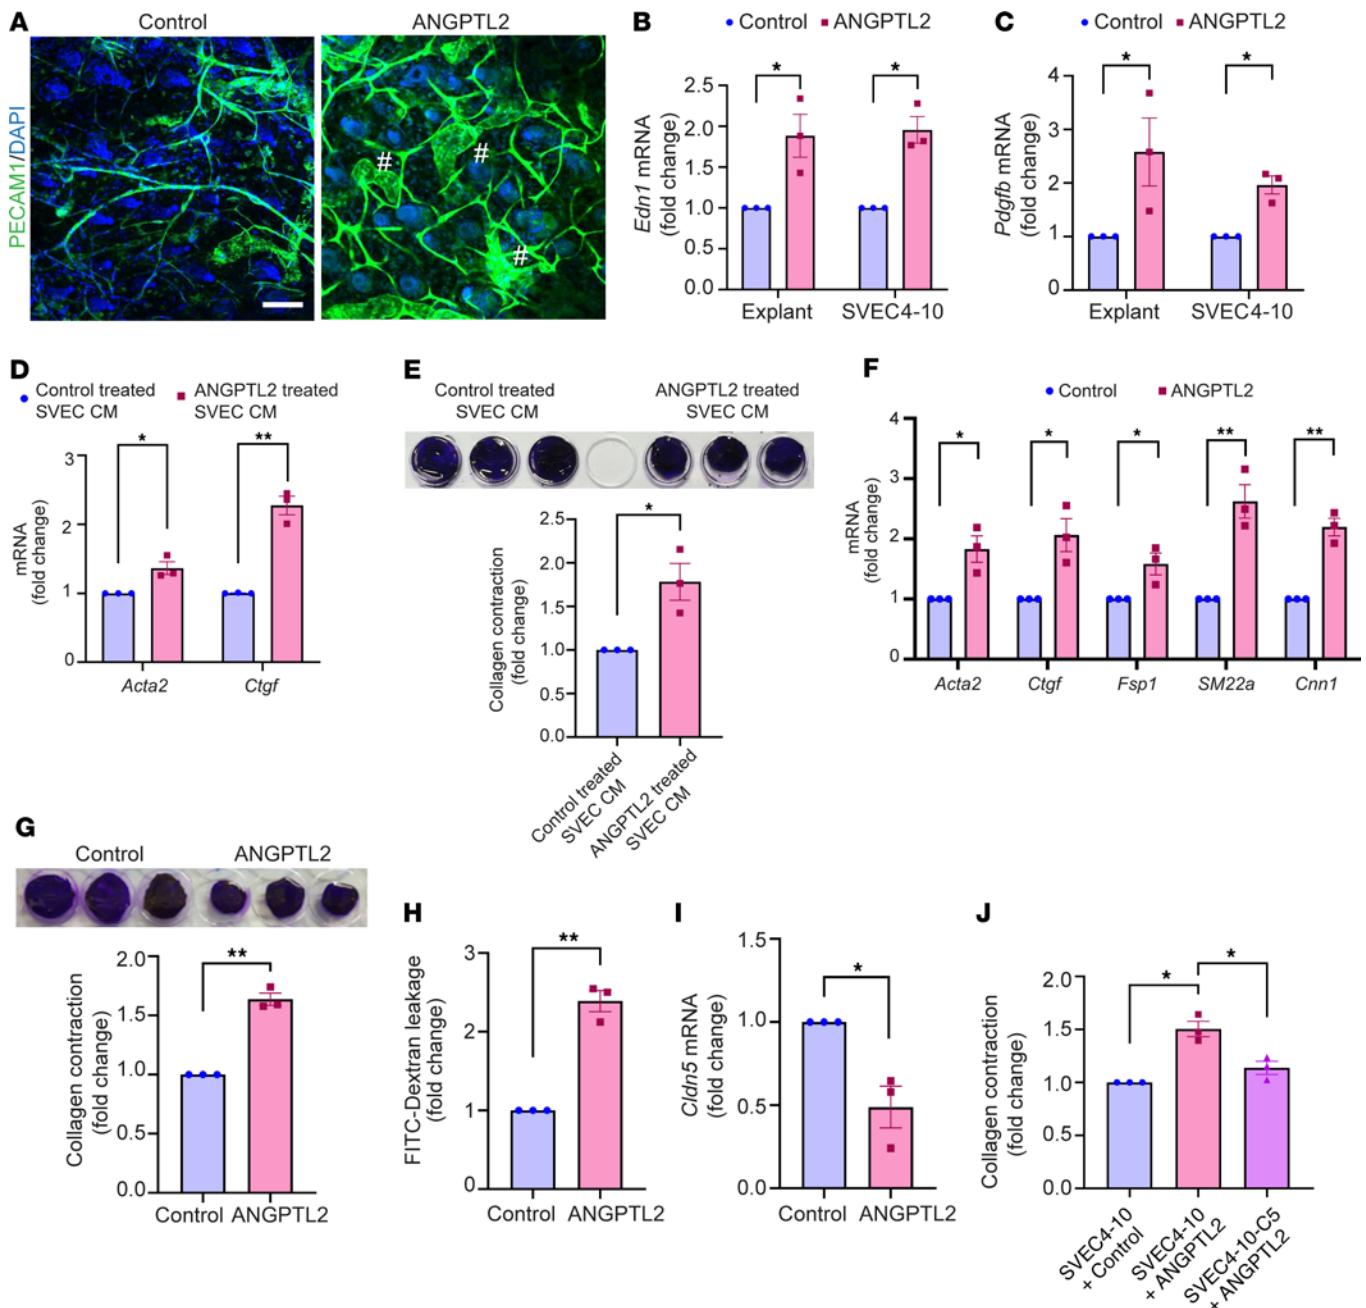 A
Control
ANGPTL2
PECAM1/DAPI
#
#
#
B
Control
ANGPTL2
Edn1 mRNA
(fold change)
2.5
2.0
1.5
1.0
0.5
0.0
*
*
Explant
SVEC4-10
C
Control
ANGPTL2
Pdgfb mRNA
(fold change)
4
3
2
1
0
*
*
Explant
SVEC4-10
D
Control treated
SVEC CM
ANGPTL2 treated
SVEC CM
mRNA
(fold change)
3
2
1
0
*
**
Acta2
Ctgf
E
Control treated
SVEC CM
ANGPTL2 treated
SVEC CM
Collagen contraction
(fold change)
2.5
2.0
1.5
1.0
0.0
*
Control treated
SVEC CM
ANGPTL2 treated
SVEC CM
F
Control
ANGPTL2
mRNA
(fold change)
4
3
2
1
0
*
*
*
**
**
Acta2
Ctgf
Fsp1
SM22a
Cnn1
G
Control
ANGPTL2
Collagen contraction
(fold change)
2.0
1.5
1.0
0.5
0.0
**
Control
ANGPTL2
H
FITC-Dextran leakage
(fold change)
3
2
1
0
**
Control
ANGPTL2
I
Cldn5 mRNA
(fold change)
1.5
1.0
0.5
0.0
*
Control
ANGPTL2
J
Collagen contraction
(fold change)
2.0
1.5
1.0
0.5
0.0
*
*
SVEC4-10
+ Control
SVEC4-10
+ ANGPTL2
SVEC4-10-C5
+ ANGPTL2